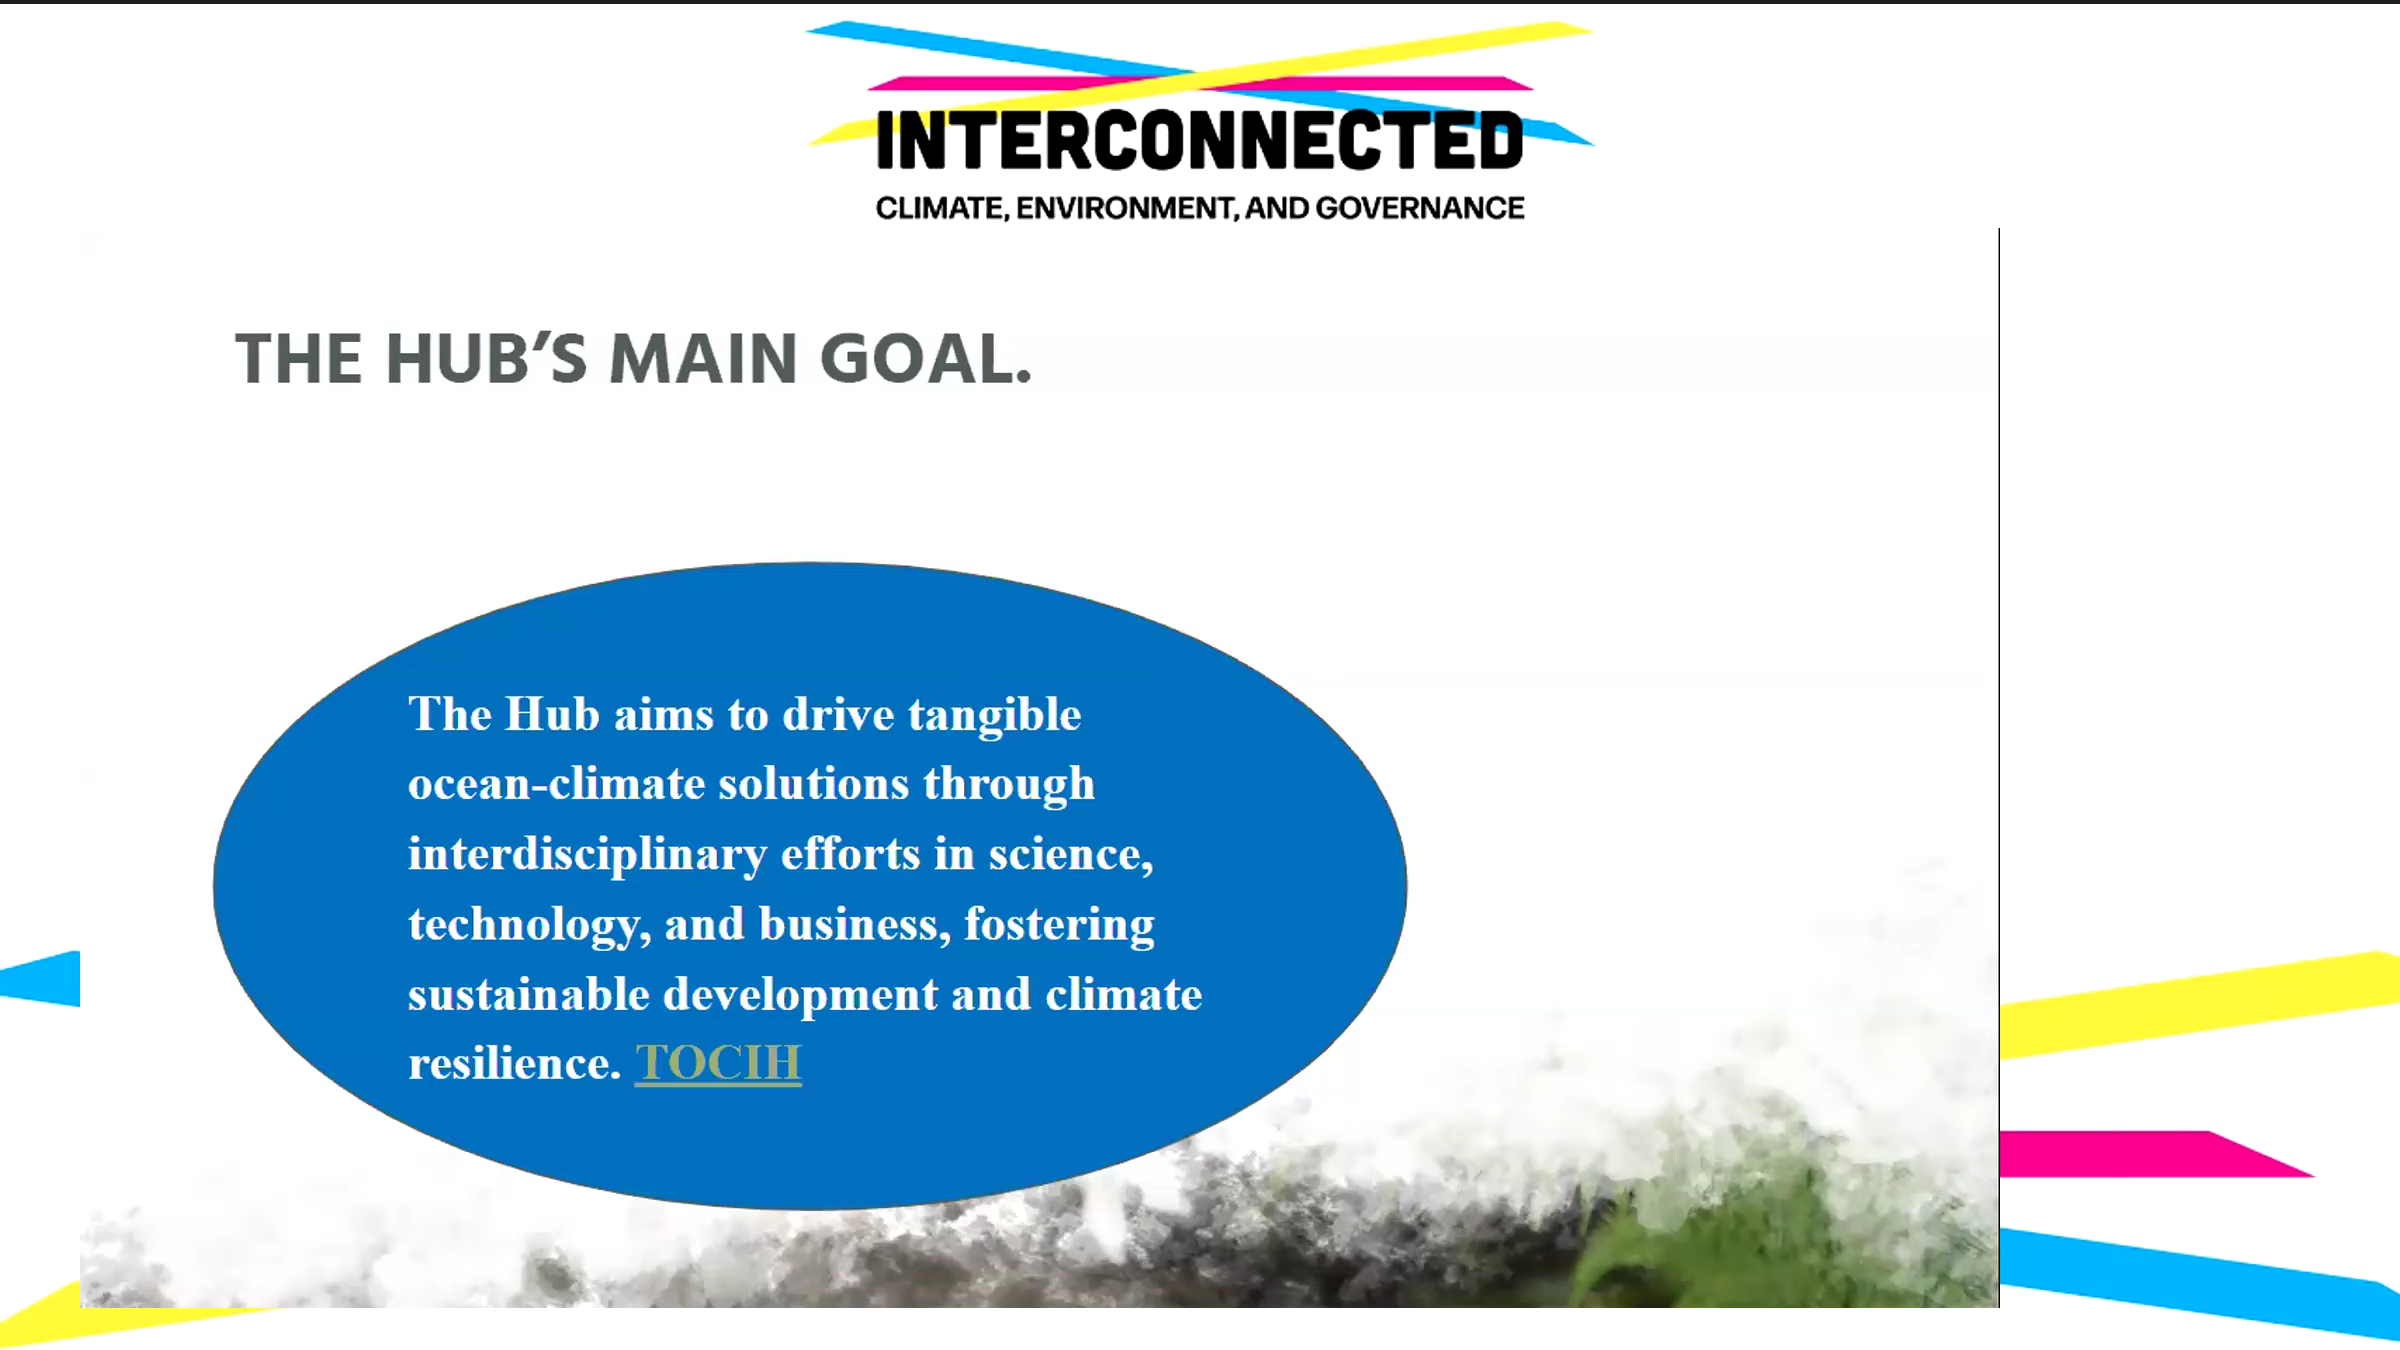 INTERCONNECTED
CLIMATE, ENVIRONMENT, AND GOVERNANCE
THE HUB’S MAIN GOAL.
The Hub aims to drive tangible
ocean-climate solutions through
interdisciplinary efforts in science,
technology, and business, fostering
sustainable development and climate
resilience. TOCIH